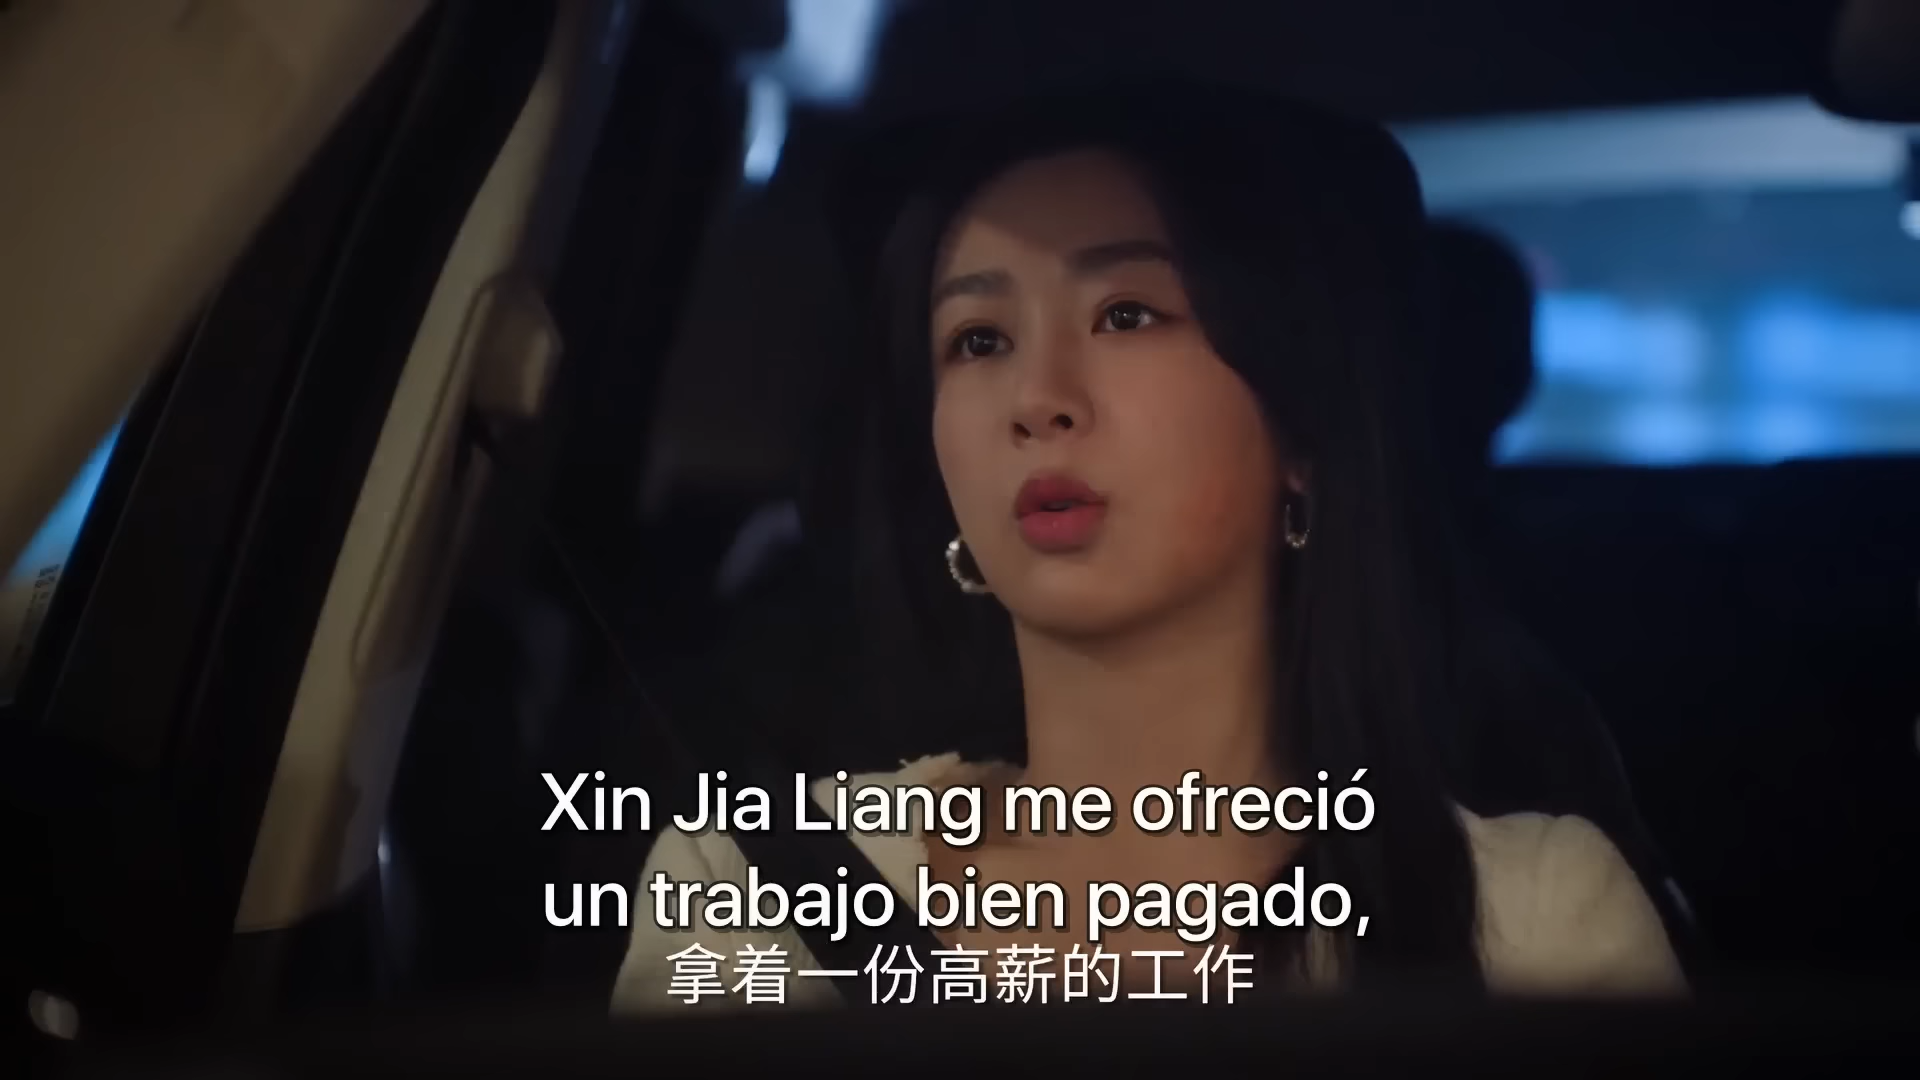 Xin Jia Liang me ofreció
un trabajo bien pagado,
拿着一份高薪的工作